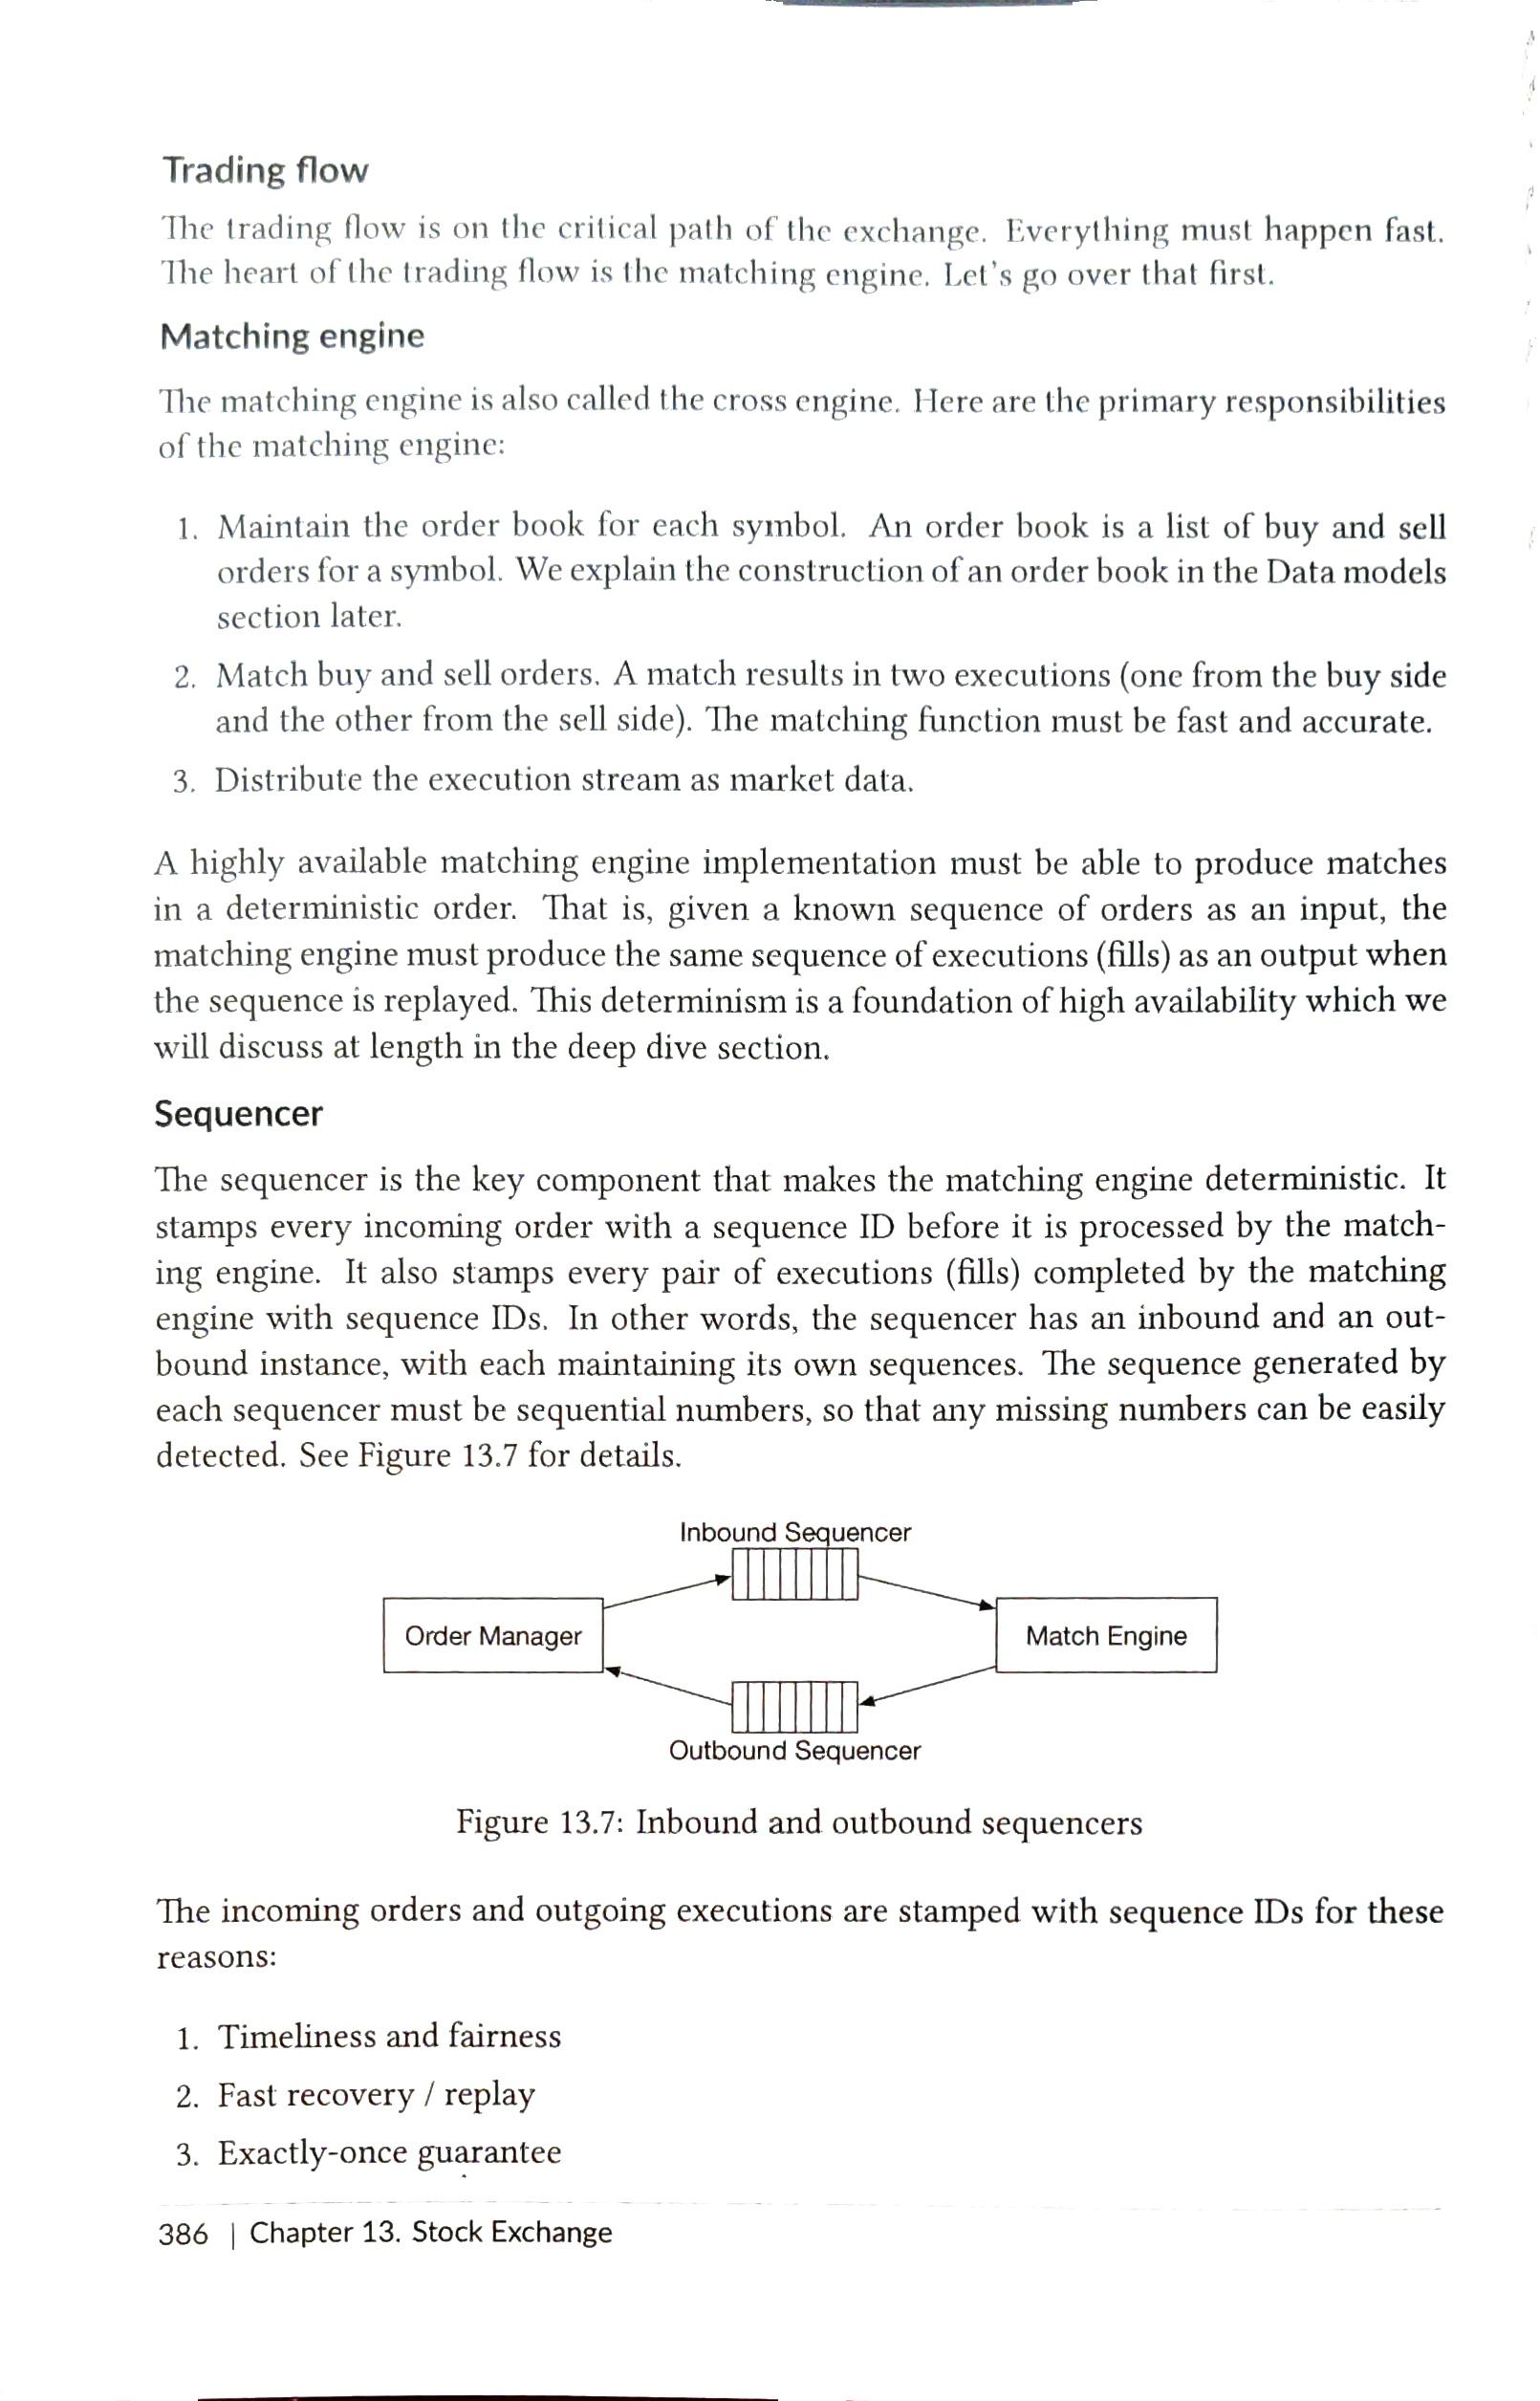 Trading flow
The trading flow is on the critical path of the exchange. Everything must happen fast.
The heart of the trading flow is the matching engine. Let's go over that first.
Matching engine
The matching engine is also called the cross engine. Here are the primary responsibilities
of the matching engine:
1. Maintain the order book for each symbol. An order book is a list of buy and sell
orders for a symbol. We explain the construction of an order book in the Data models
section later.
2. Match buy and sell orders. A match results in two executions (one from the buy side
and the other from the sell side). The matching function must be fast and accurate.
3. Distribute the execution stream as market data.
A highly available matching engine implementation must be able to produce matches
in a deterministic order. That is, given a known sequence of orders as an input, the
matching engine must produce the same sequence of executions (fills) as an output when
the sequence is replayed. This determinism is a foundation of high availability which we
will discuss at length in the deep dive section.
Sequencer
The sequencer is the key component that makes the matching engine deterministic. It
stamps every incoming order with a sequence ID before it is processed by the match-
ing engine. It also stamps every pair of executions (fills) completed by the matching
engine with sequence IDs. In other words, the sequencer has an inbound and an out-
bound instance, with each maintaining its own sequences. The sequence generated by
each sequencer must be sequential numbers, so that any missing numbers can be easily
detected. See Figure 13.7 for details.
Inbound Sequencer
Order Manager
Match Engine
Outbound Sequencer
Figure 13.7: Inbound and outbound sequencers
The incoming orders and outgoing executions are stamped with sequence IDs for these
reasons:
1. Timeliness and fairness
2. Fast recovery / replay
3. Exactly-once guarantee
386 | Chapter 13. Stock Exchange